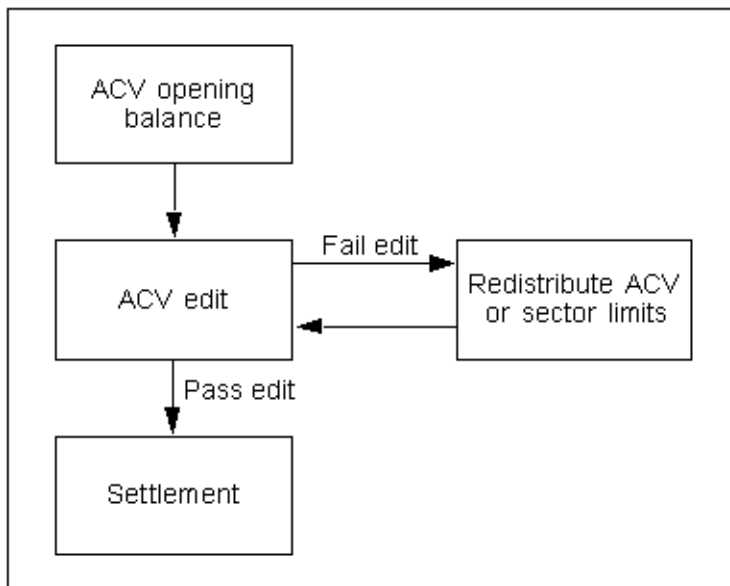 ACV opening
balance
Fail edit
ACV edit
Redistribute ACV
or sector limits
Pass edit
Settlement